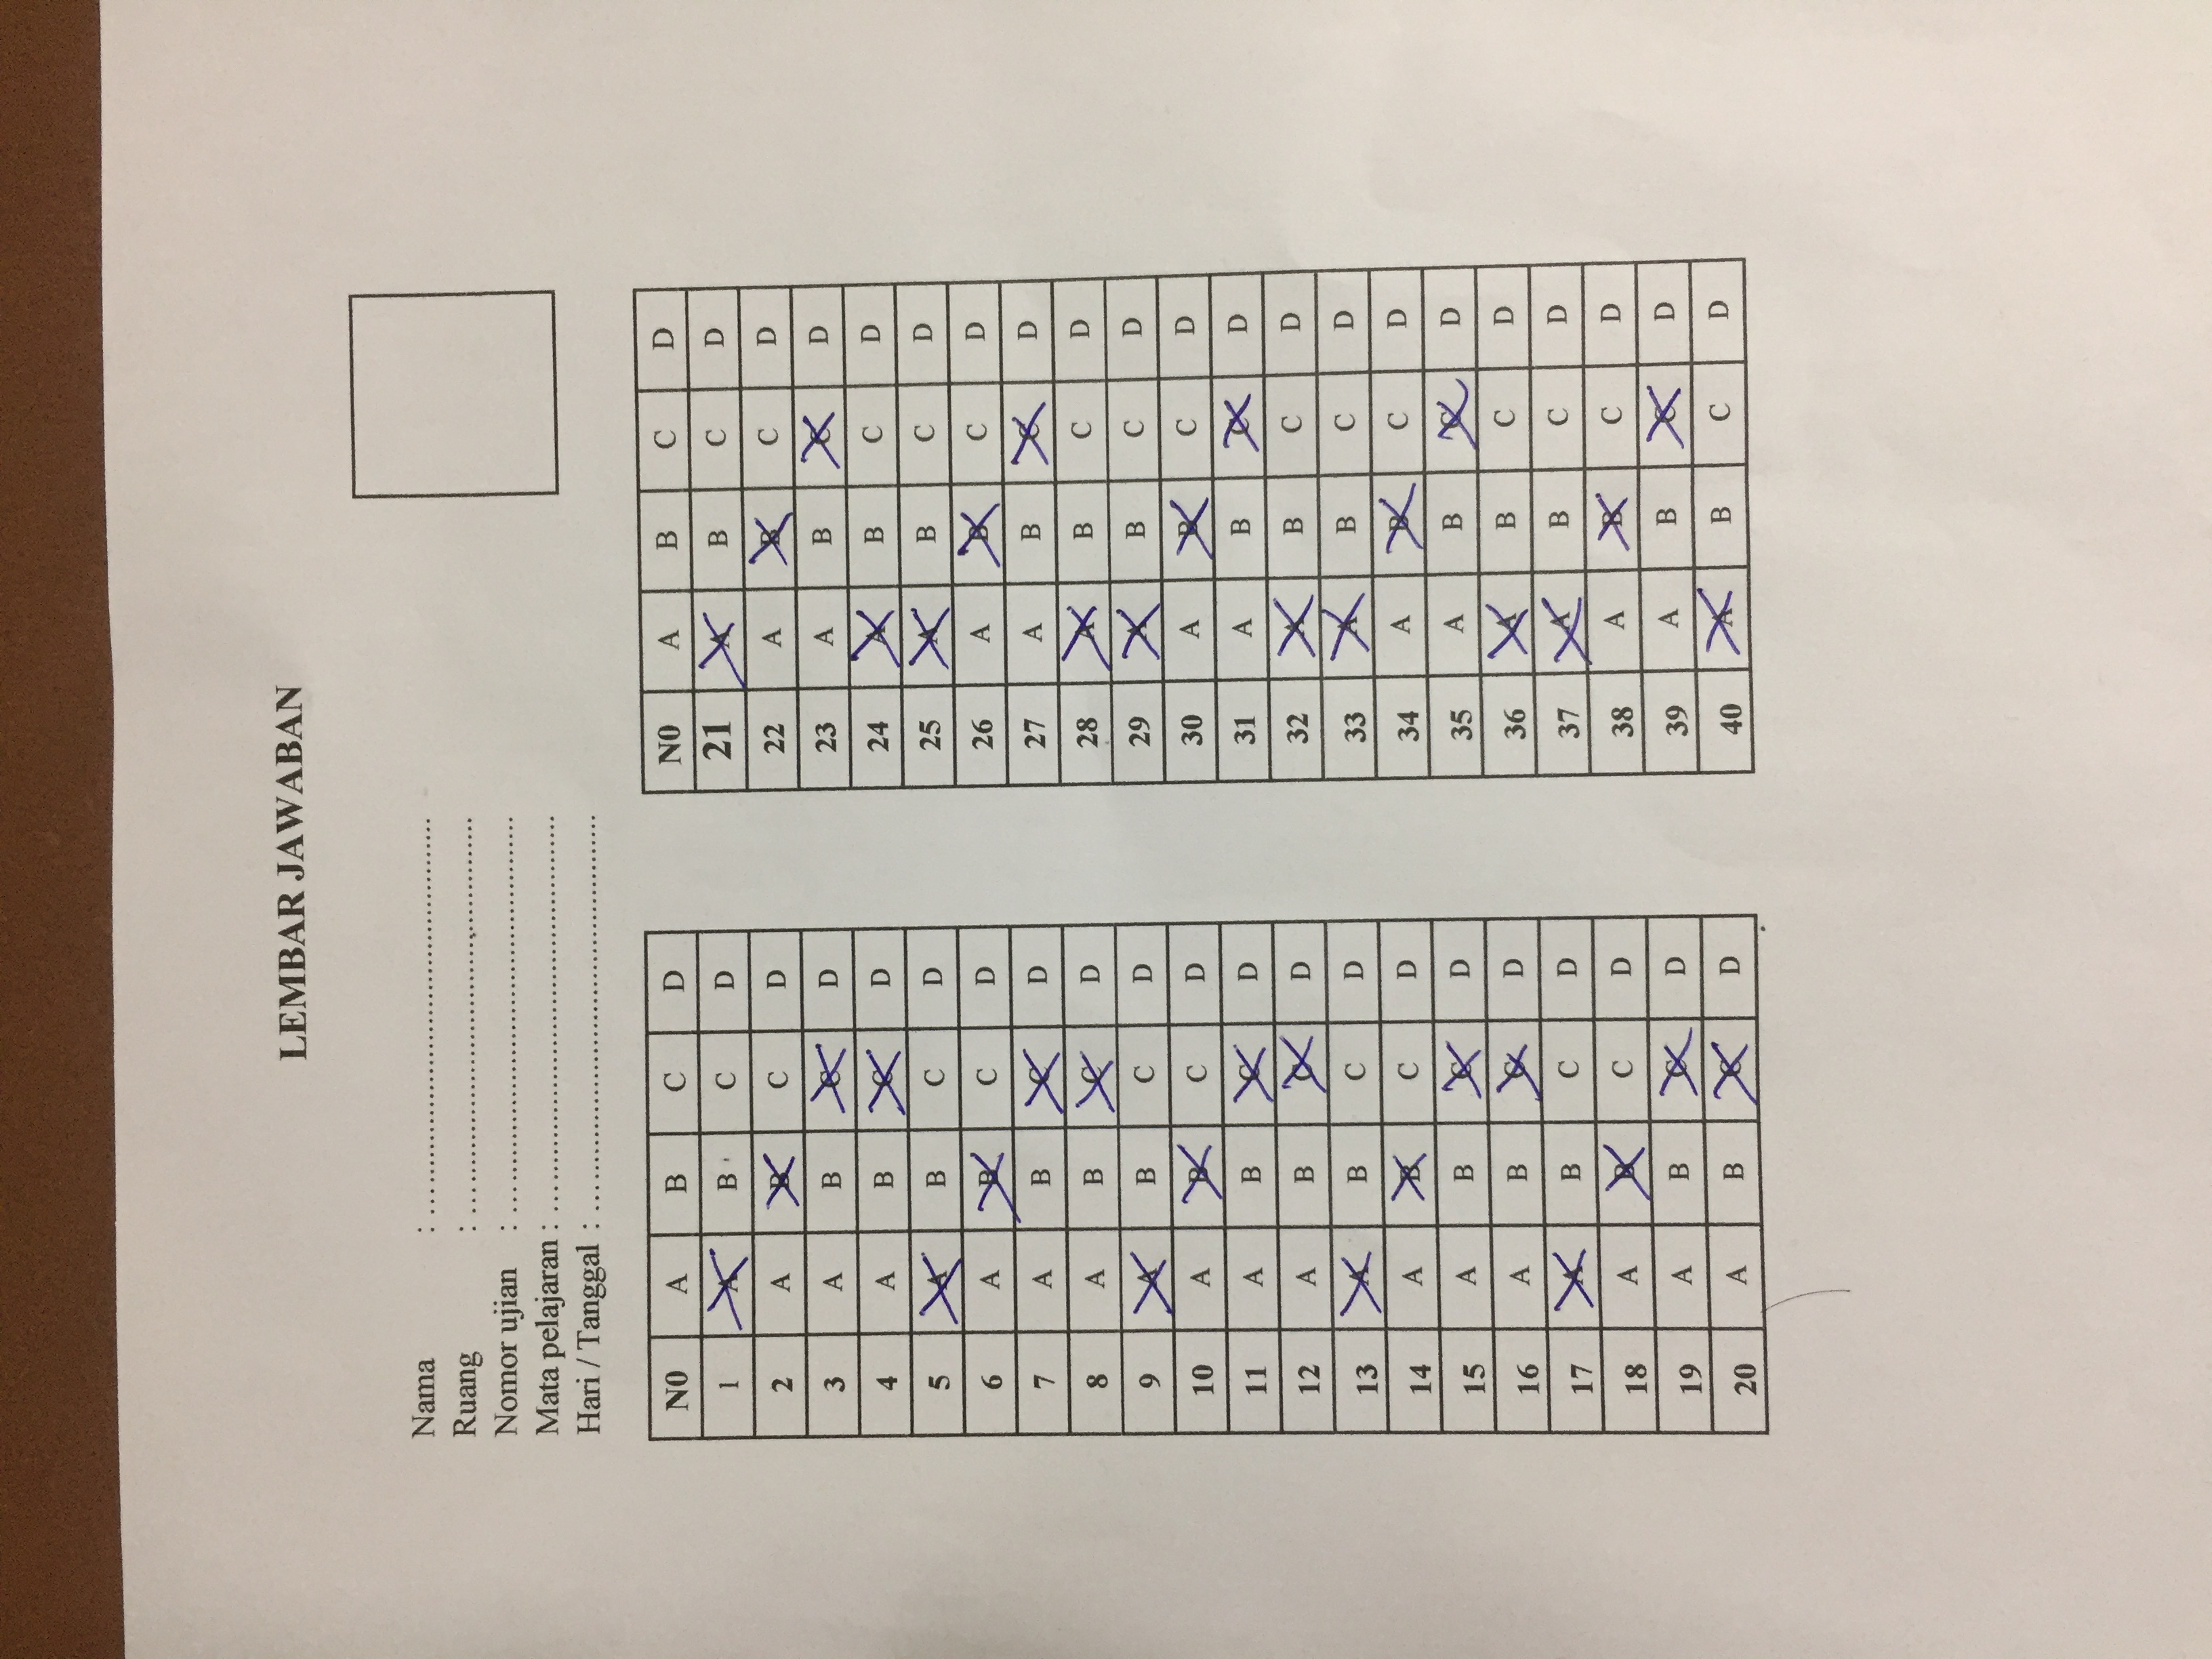 LEMBAR JAWABAN
Nama : ................................................
Ruang : ................................................
Nomor ujian : ................................................
Mata pelajaran : ................................................
Hari / Tanggal : ................................................
N0 A B C D
1 A B C D
2 A B C D
3 A B C D
4 A B C D
5 A B C D
6 A B C D
7 A B C D
8 A B C D
9 A B C D
10 A B C D
11 A B C D
12 A B C D
13 A B C D
14 A B C D
15 A B C D
16 A B C D
17 A B C D
18 A B C D
19 A B C D
20 A B C D
N0 A B C D
21 A B C D
22 A B C D
23 A B C D
24 A B C D
25 A B C D
26 A B C D
27 A B C D
28 A B C D
29 A B C D
30 A B C D
31 A B C D
32 A B C D
33 A B C D
34 A B C D
35 A B C D
36 A B C D
37 A B C D
38 A B C D
39 A B C D
40 A B C D